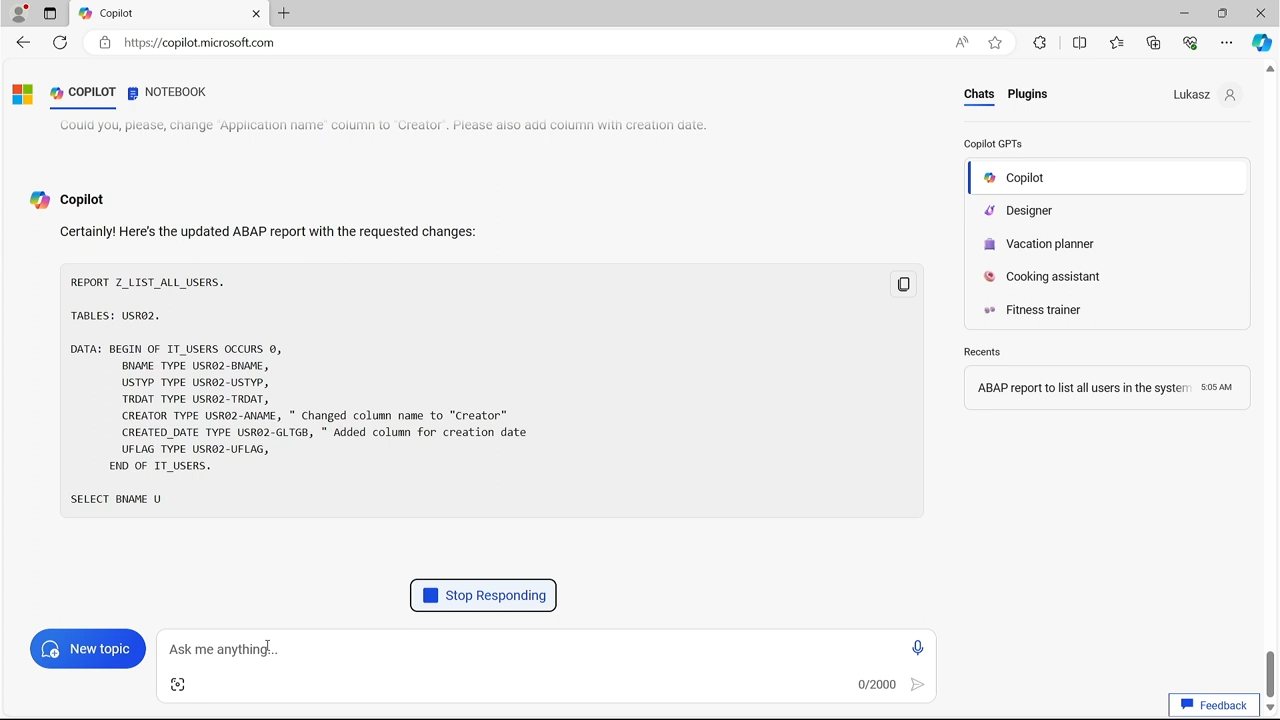 Copilot
https://copilot.microsoft.com
COPILOT
NOTEBOOK
Chats
Plugins
Lukasz
Could you, please, change "Application name" column to "Creator". Please also add column with creation date.
Copilot
Certainly! Here's the updated ABAP report with the requested changes:
REPORT Z_LIST_ALL_USERS.
TABLES: USR02.
DATA: BEGIN OF IT_USERS OCCURS 0,
BNAME TYPE USR02-BNAME,
USTYP TYPE USR02-USTYP,
TRDAT TYPE USR02-TRDAT,
CREATOR TYPE USR02-ANAME, " Changed column name to "Creator"
CREATED_DATE TYPE USR02-GLTGB, " Added column for creation date
UFLAG TYPE USR02-UFLAG,
END OF IT_USERS.
SELECT BNAME U
Stop Responding
New topic
Ask me anything...
0/2000
Copilot GPTs
Copilot
Designer
Vacation planner
Cooking assistant
Fitness trainer
Recents
ABAP report to list all users in the system 5:05 AM
Feedback